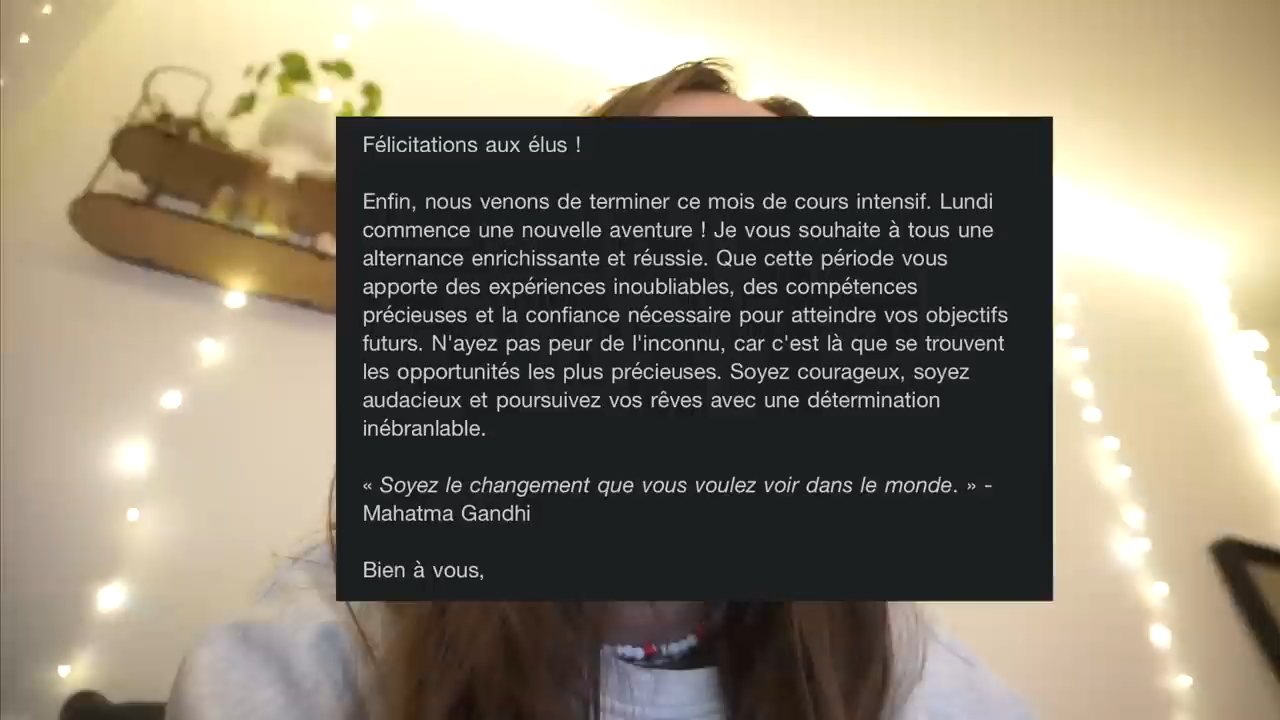 Félicitations aux élus !
Enfin, nous venons de terminer ce mois de cours intensif. Lundi
commence une nouvelle aventure ! Je vous souhaite à tous une
alternance enrichissante et réussie. Que cette période vous
apporte des expériences inoubliables, des compétences
précieuses et la confiance nécessaire pour atteindre vos objectifs
futurs. N'ayez pas peur de l'inconnu, car c'est là que se trouvent
les opportunités les plus précieuses. Soyez courageux, soyez
audacieux et poursuivez vos rêves avec une détermination
inébranlable.
« Soyez le changement que vous voulez voir dans le monde. » -
Mahatma Gandhi
Bien à vous,